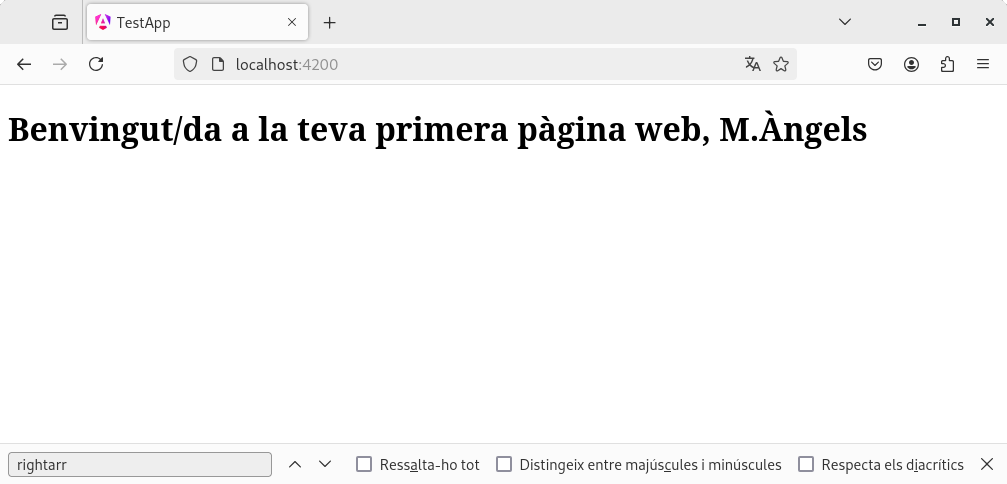 TestApp
localhost:4200
Benvingut/da a la teva primera pàgina web, M.Àngels
rightarr
Ressalta-ho tot
Distingeix entre majúscules i minúscules
Respecta els diacrítics